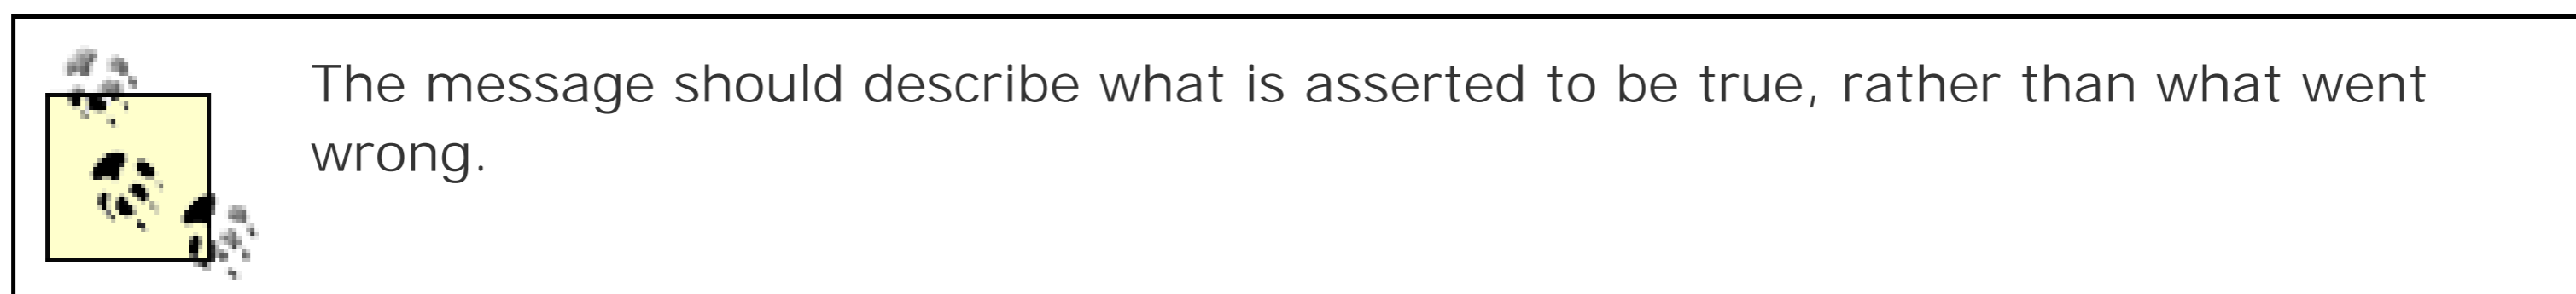 The message should describe what is asserted to be true, rather than what went
wrong.